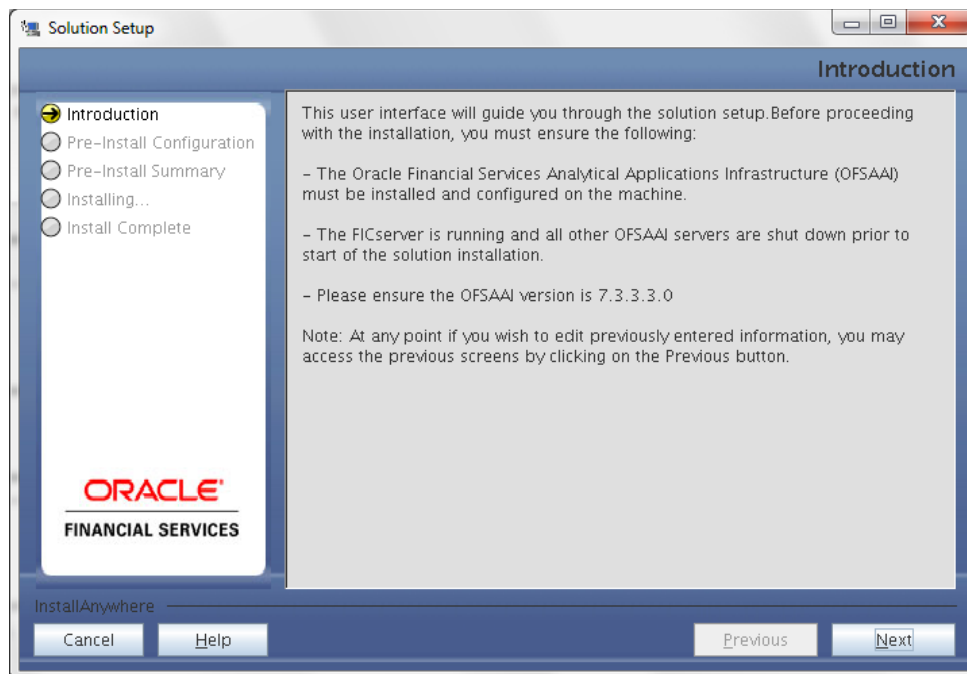 Solution Setup
Introduction
Introduction
Pre-Install Configuration
Pre-Install Summary
Installing...
Install Complete
ORACLE
FINANCIAL SERVICES
This user interface will guide you through the solution setup.Before proceeding
with the installation, you must ensure the following:
- The Oracle Financial Services Analytical Applications Infrastructure (OFSAAI)
must be installed and configured on the machine.
- The FICserver is running and all other OFSAAI servers are shut down prior to
start of the solution installation.
- Please ensure the OFSAAI version is 7.3.3.3.0
Note: At any point if you wish to edit previously entered information, you may
access the previous screens by clicking on the Previous button.
InstallAnywhere
Cancel
Help
Previous
Next